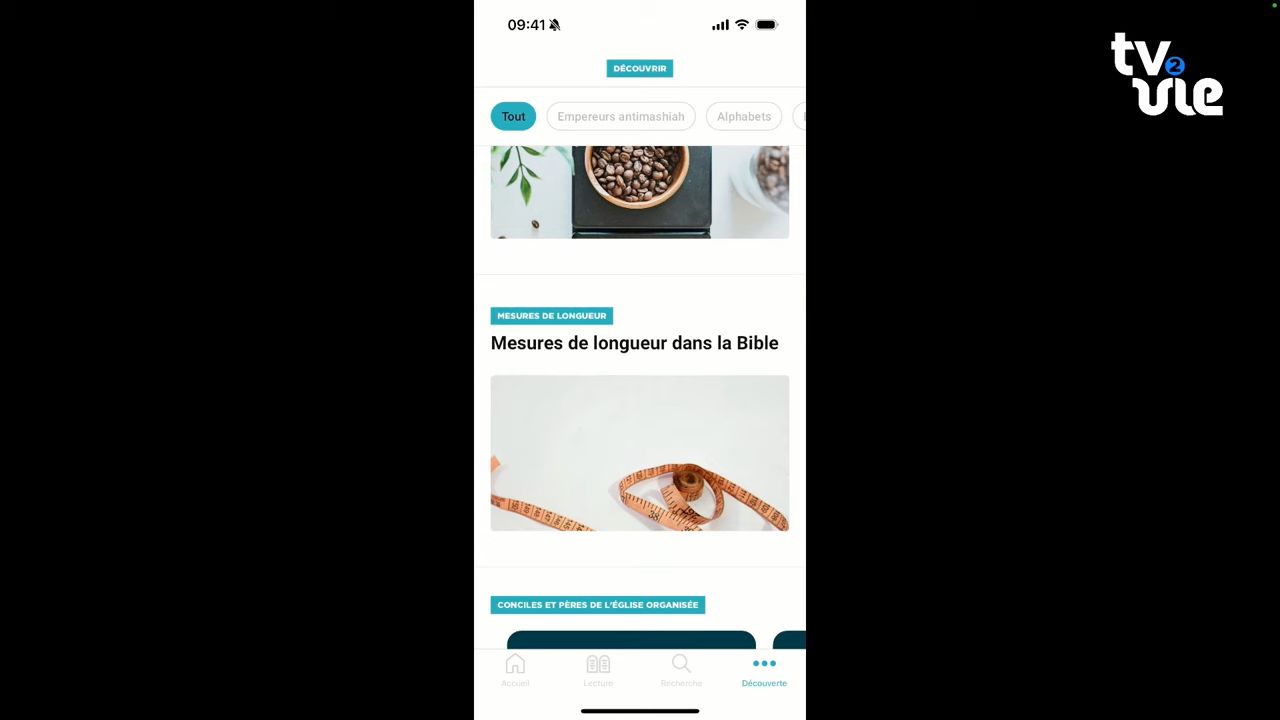 09:41
tv2vie
DÉCOUVRIR
Tout
Empereurs antimashiah
Alphabets
MESURES DE LONGUEUR
Mesures de longueur dans la Bible
CONCILES ET PÈRES DE L'ÉGLISE ORGANISÉE
Accueil
Lecture
Recherche
Découverte